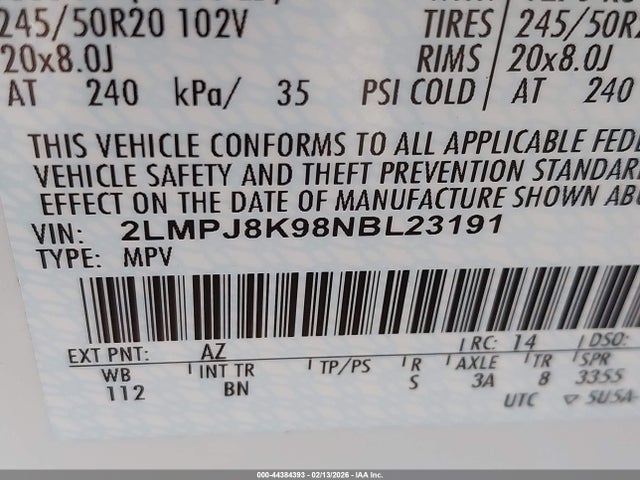 245/50R20 102V TIRES 245/50R2
20x8.0J RIMS 20x8.0J
AT 240 kPa/ 35 PSI COLD AT 240
THIS VEHICLE CONFORMS TO ALL APPLICABLE FEDE
VEHICLE SAFETY AND THEFT PREVENTION STANDAR
EFFECT ON THE DATE OF MANUFACTURE SHOWN ABO
VIN: 2LMPJ8K98NBL23191
TYPE: MPV
EXT PNT: AZ RC: 14 DSO:
WB INT TR TP/PS R AXLE TR SPR
112 BN S 3A 8 3355
UTC ▽ 5U5A-
000-44384393 - 02/13/2026 - IAA Inc.